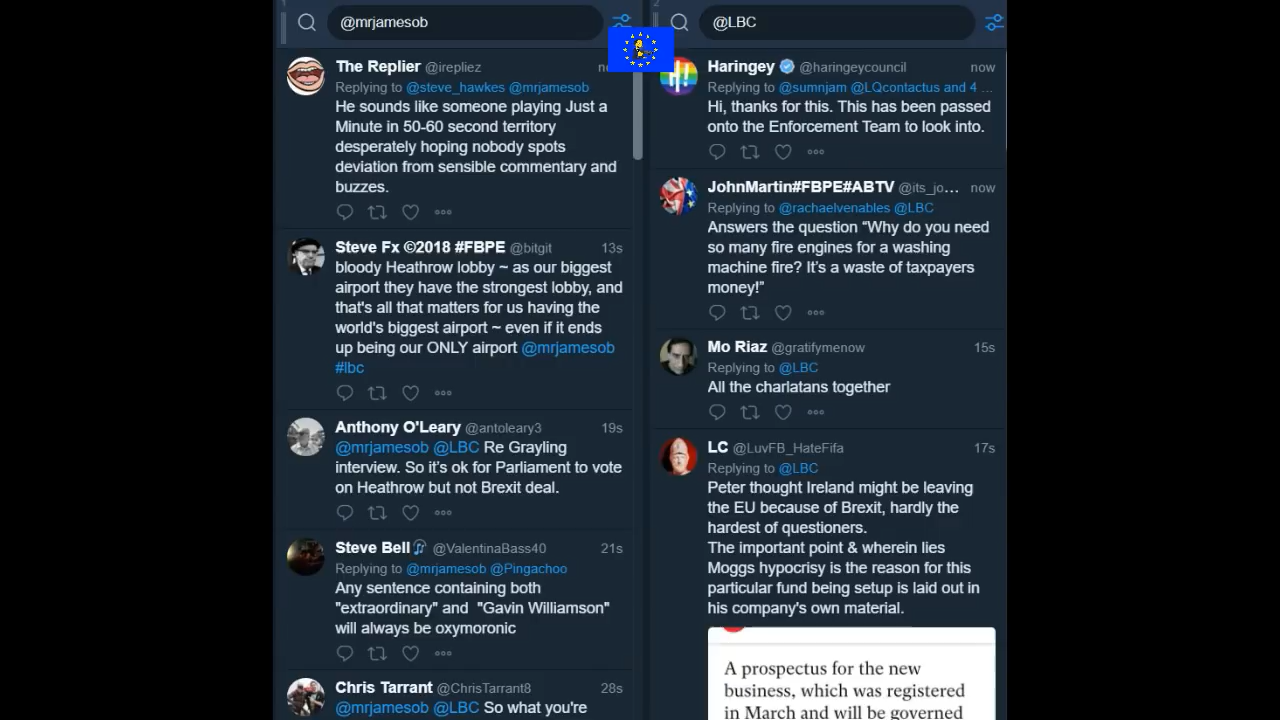 1
@mrjamesob
The Replier @irepliez
Replying to @steve_hawkes @mrjamesob
He sounds like someone playing Just a
Minute in 50-60 second territory
desperately hoping nobody spots
deviation from sensible commentary and
buzzes.
Steve Fx ©2018 #FBPE @bitgit 13s
bloody Heathrow lobby ~ as our biggest
airport they have the strongest lobby, and
that's all that matters for us having the
world's biggest airport ~ even if it ends
up being our ONLY airport @mrjamesob
#lbc
Anthony O'Leary @antoleary3 19s
@mrjamesob @LBC Re Grayling
interview. So it's ok for Parliament to vote
on Heathrow but not Brexit deal.
Steve Bell @ValentinaBass40 21s
Replying to @mrjamesob @Pingachoo
Any sentence containing both
"extraordinary" and "Gavin Williamson"
will always be oxymoronic
Chris Tarrant @ChrisTarrant8 28s
@mrjamesob @LBC So what you're
2
@LBC
Haringey @haringeycouncil now
Replying to @sumnjam @LQcontactus and 4 ...
Hi, thanks for this. This has been passed
onto the Enforcement Team to look into.
JohnMartin#FBPE#ABTV @its_jo... now
Replying to @rachaelvenables @LBC
Answers the question “Why do you need
so many fire engines for a washing
machine fire? It's a waste of taxpayers
money!”
Mo Riaz @gratifymenow 15s
Replying to @LBC
All the charlatans together
LC @LuvFB_HateFifa 17s
Replying to @LBC
Peter thought Ireland might be leaving
the EU because of Brexit, hardly the
hardest of questioners.
The important point & wherein lies
Moggs hypocrisy is the reason for this
particular fund being setup is laid out in
his company's own material.
A prospectus for the new
business, which was registered
in March and will be governed